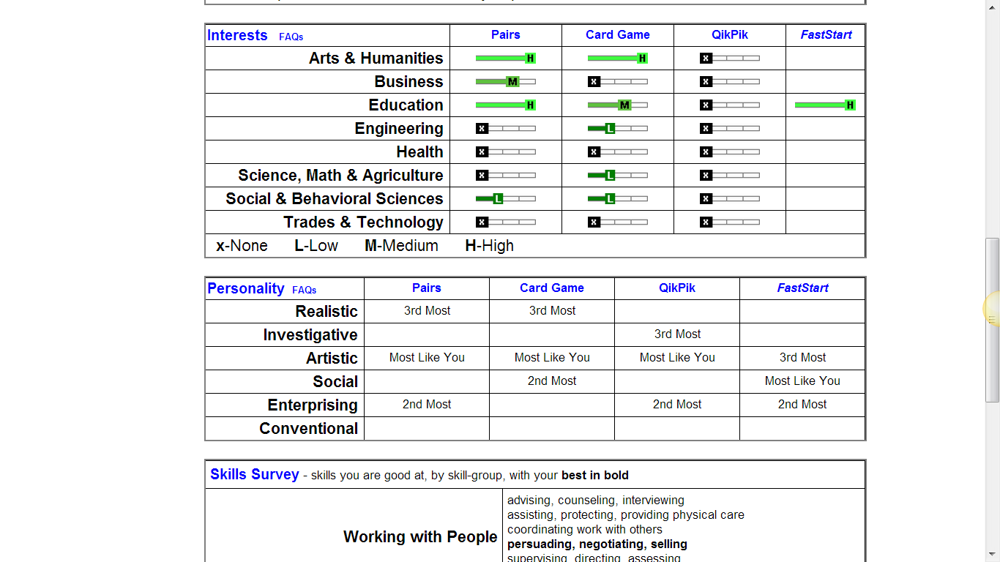 Interests FAQs Pairs Card Game QikPik FastStart
Arts & Humanities H H x
Business M x x
Education H M x H
Engineering x L x
Health x x x
Science, Math & Agriculture x L x
Social & Behavioral Sciences L L x
Trades & Technology x x x
x-None L-Low M-Medium H-High
Personality FAQs Pairs Card Game QikPik FastStart
Realistic 3rd Most 3rd Most
Investigative 3rd Most
Artistic Most Like You Most Like You Most Like You 3rd Most
Social 2nd Most Most Like You
Enterprising 2nd Most 2nd Most 2nd Most
Conventional
Skills Survey - skills you are good at, by skill-group, with your best in bold
Working with People
advising, counseling, interviewing
assisting, protecting, providing physical care
coordinating work with others
persuading, negotiating, selling
supervising, directing, assessing